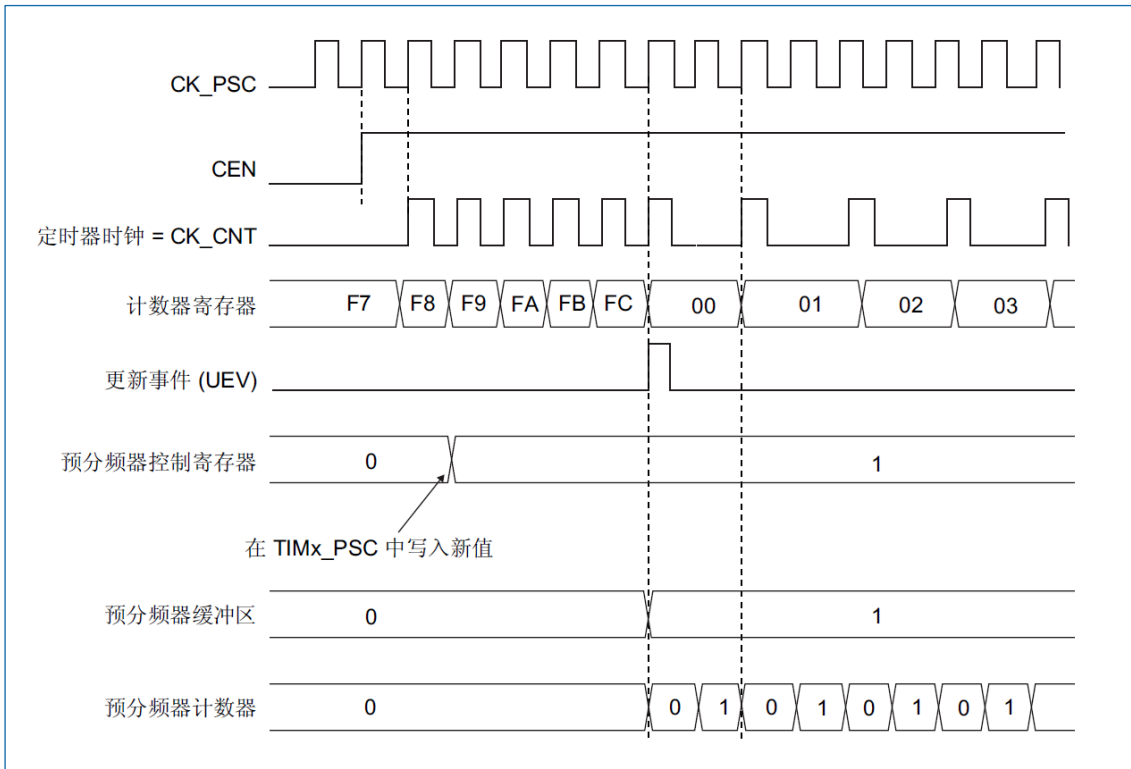 CK_PSC
CEN
定时器时钟 = CK_CNT
计数器寄存器 F7 F8 F9 FA FB FC 00 01 02 03
更新事件 (UEV)
预分频器控制寄存器 0 1
在 TIMx_PSC 中写入新值
预分频器缓冲区 0 1
预分频器计数器 0 0 1 0 1 0 1 0 1